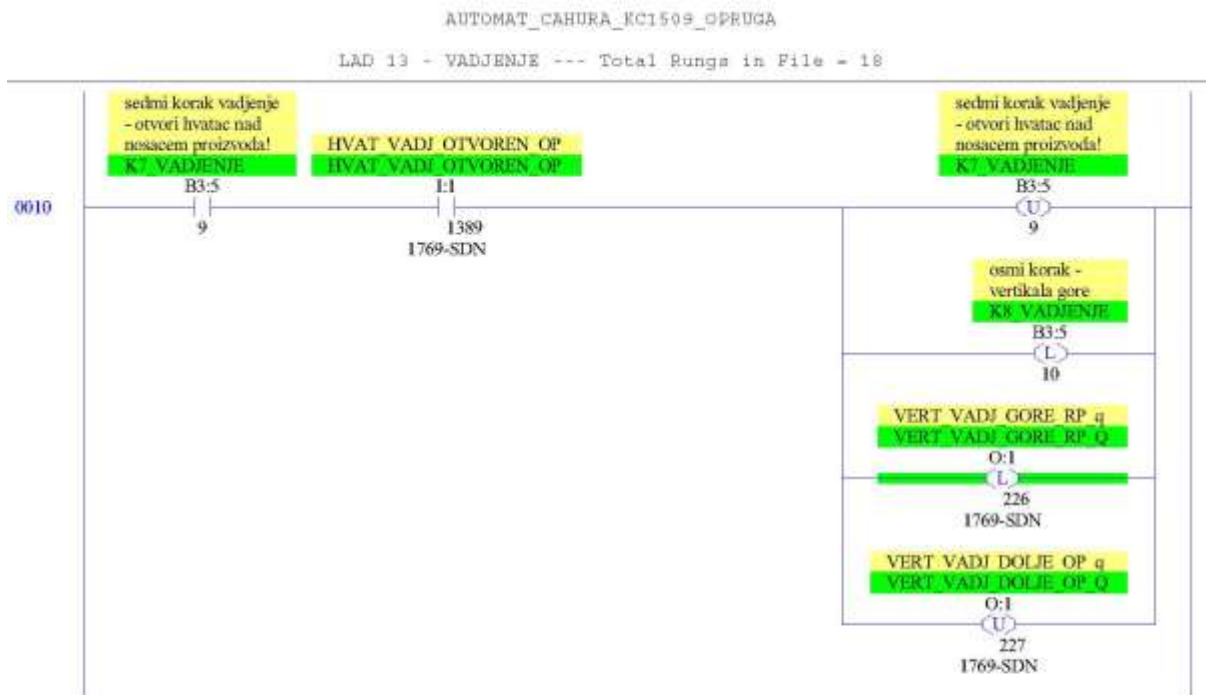 AUTOMAT_CAHURA_KC1509_OPRUGA
LAD 13 - VADJENJE --- Total Rungs in File = 18
sedmi korak vadjenje
- otvori hvatac nad
nosacem proizvoda!
K7_VADJENJE
B3:5
9
HVAT_VADJ_OTVOREN_OP
HVAT_VADJ_OTVOREN_OP
I:1
1389
1769-SDN
sedmi korak vadjenje
- otvori hvatac nad
nosacem proizvoda!
K7_VADJENJE
B3:5
0010
U
9
osmi korak -
vertikala gore
K8_VADJENJE
B3:5
L
10
VERT_VADJ_GORE_RP_q
VERT_VADJ_GORE_RP_Q
O:1
L
226
1769-SDN
VERT_VADJ_DOLJE_OP_q
VERT_VADJ_DOLJE_OP_Q
O:1
U
227
1769-SDN